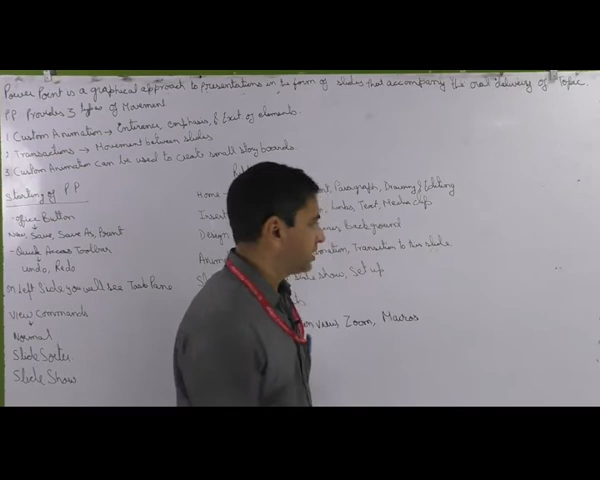 Power Point is a graphical approach to presentations in the form of slides that accompany the oral delivery of Topic.
PP Provides 3 types of Movement
1 Custom Animation → Enterence, emphasis, & Exit of elements.
2 Transactions → Movement between slides
3. Custom Animation can be used to create small story boards.
Starting of PP
- office Button
New, Save, Save As, Print
- Quick Access Toolbar
undo, Redo
On left Side you will see Task Pane
View Commands
Normal
Slide Sorter
Slide Show
Home - Paragraph, Drawing & Editing
Insert Links, Text, Media clip
Design Background
Anim Transition to this slide
slide show, Set up
Zoom, Macros